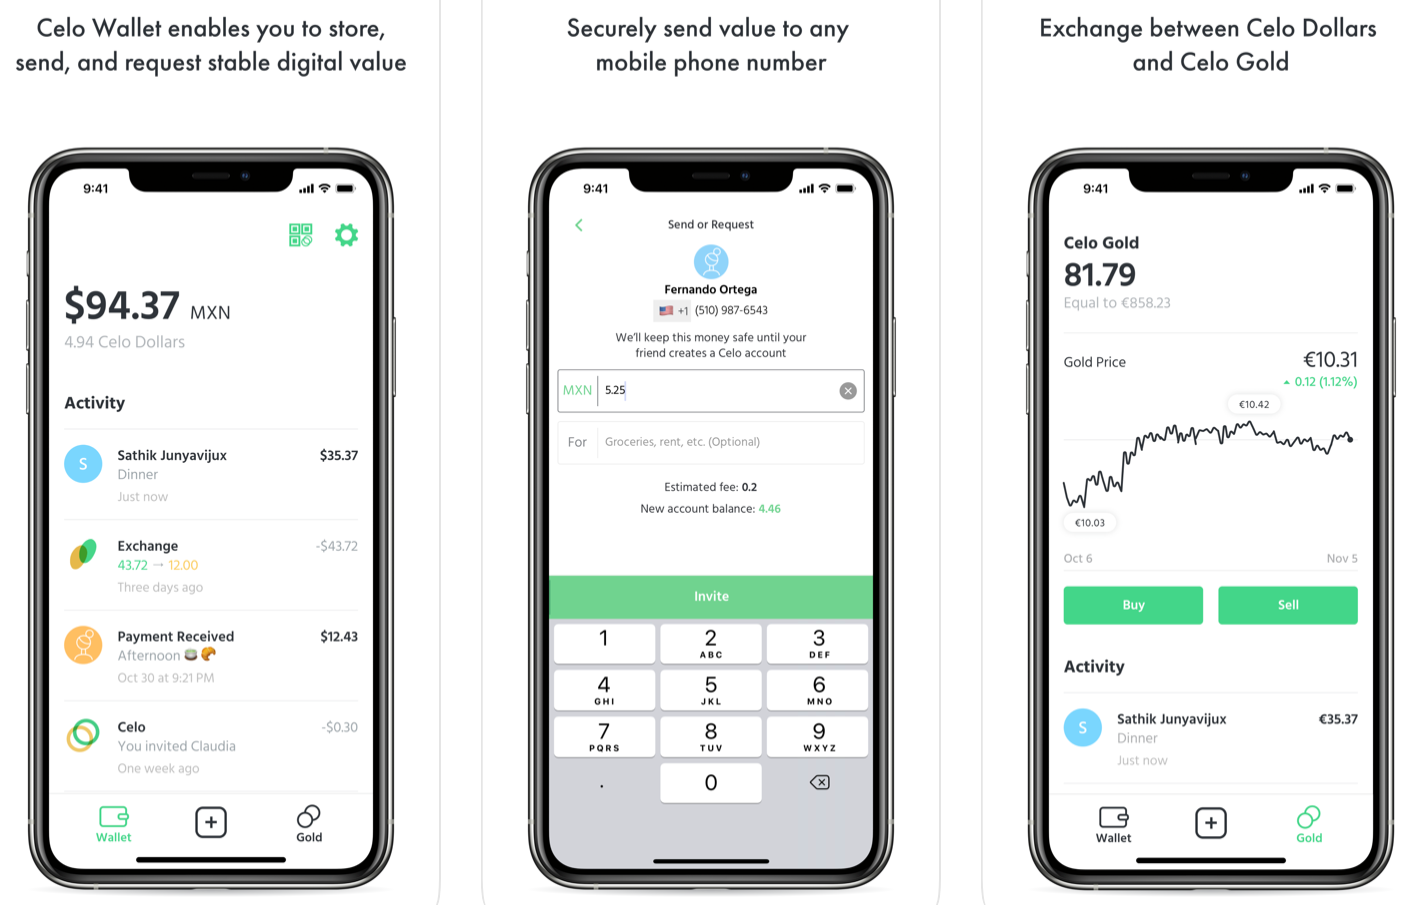 Celo Wallet enables you to store,
send, and request stable digital value
9:41
$94.37 MXN
4.94 Celo Dollars
Activity
S
Sathik Junyavijux $35.37
Dinner
Just now
Exchange -$43.72
43.72 → 12.00
Three days ago
Payment Received $12.43
Afternoon 🍵🥐
Oct 30 at 9:21 PM
Celo -$0.30
You invited Claudia
One week ago
Wallet
Gold
Securely send value to any
mobile phone number
9:41
Send or Request
Fernando Ortega
🇺🇸 +1 (510) 987-6543
We'll keep this money safe until your
friend creates a Celo account
MXN 5.25
For Groceries, rent, etc. (Optional)
Estimated fee: 0.2
New account balance: 4.46
Invite
1 2 3
ABC DEF
4 5 6
GHI JKL MNO
7 8 9
PQRS TUV WXYZ
. 0
Exchange between Celo Dollars
and Celo Gold
9:41
Celo Gold
81.79
Equal to €858.23
Gold Price €10.31
▲ 0.12 (1.12%)
€10.42
€10.03
Oct 6 Nov 5
Buy Sell
Activity
S
Sathik Junyavijux €35.37
Dinner
Just now
Wallet
Gold